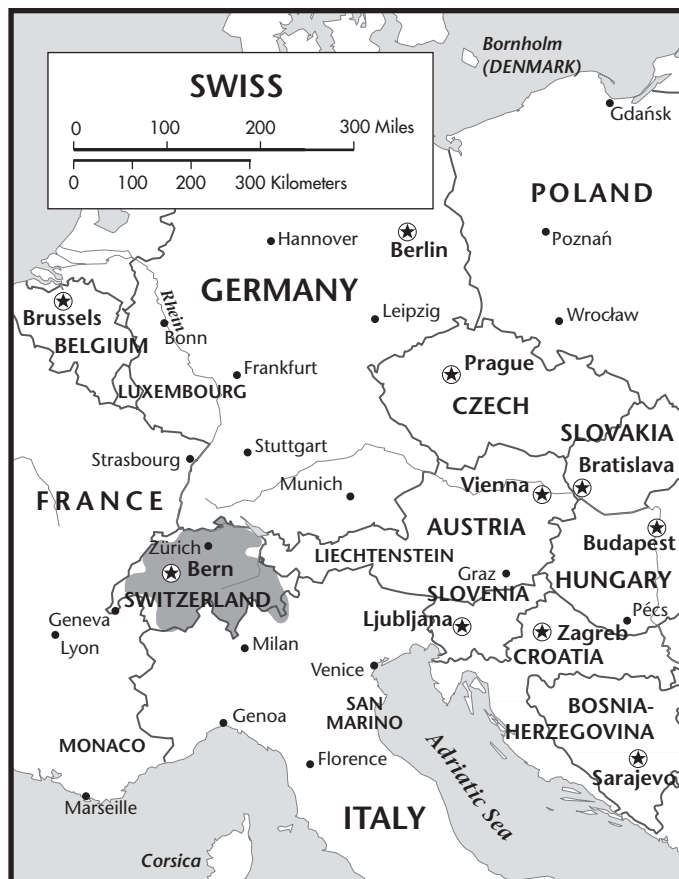 Bornholm
(DENMARK)
SWISS
0 100 200 300 Miles
0 100 200 300 Kilometers
Gdańsk
POLAND
Hannover
Berlin
Poznań
GERMANY
Rhein
Leipzig
Wrocław
Brussels
Bonn
BELGIUM
Frankfurt
Prague
LUXEMBOURG
CZECH
SLOVAKIA
Stuttgart
Strasbourg
Bratislava
Munich
Vienna
FRANCE
AUSTRIA
Zürich
LIECHTENSTEIN
Budapest
Bern
Graz
HUNGARY
SWITZERLAND
SLOVENIA
Geneva
Ljubljana
Pécs
Lyon
Zagreb
Milan
CROATIA
Venice
SAN
MARINO
BOSNIA-
HERZEGOVINA
Genoa
MONACO
Florence
Adriatic Sea
Sarajevo
Marseille
ITALY
Corsica